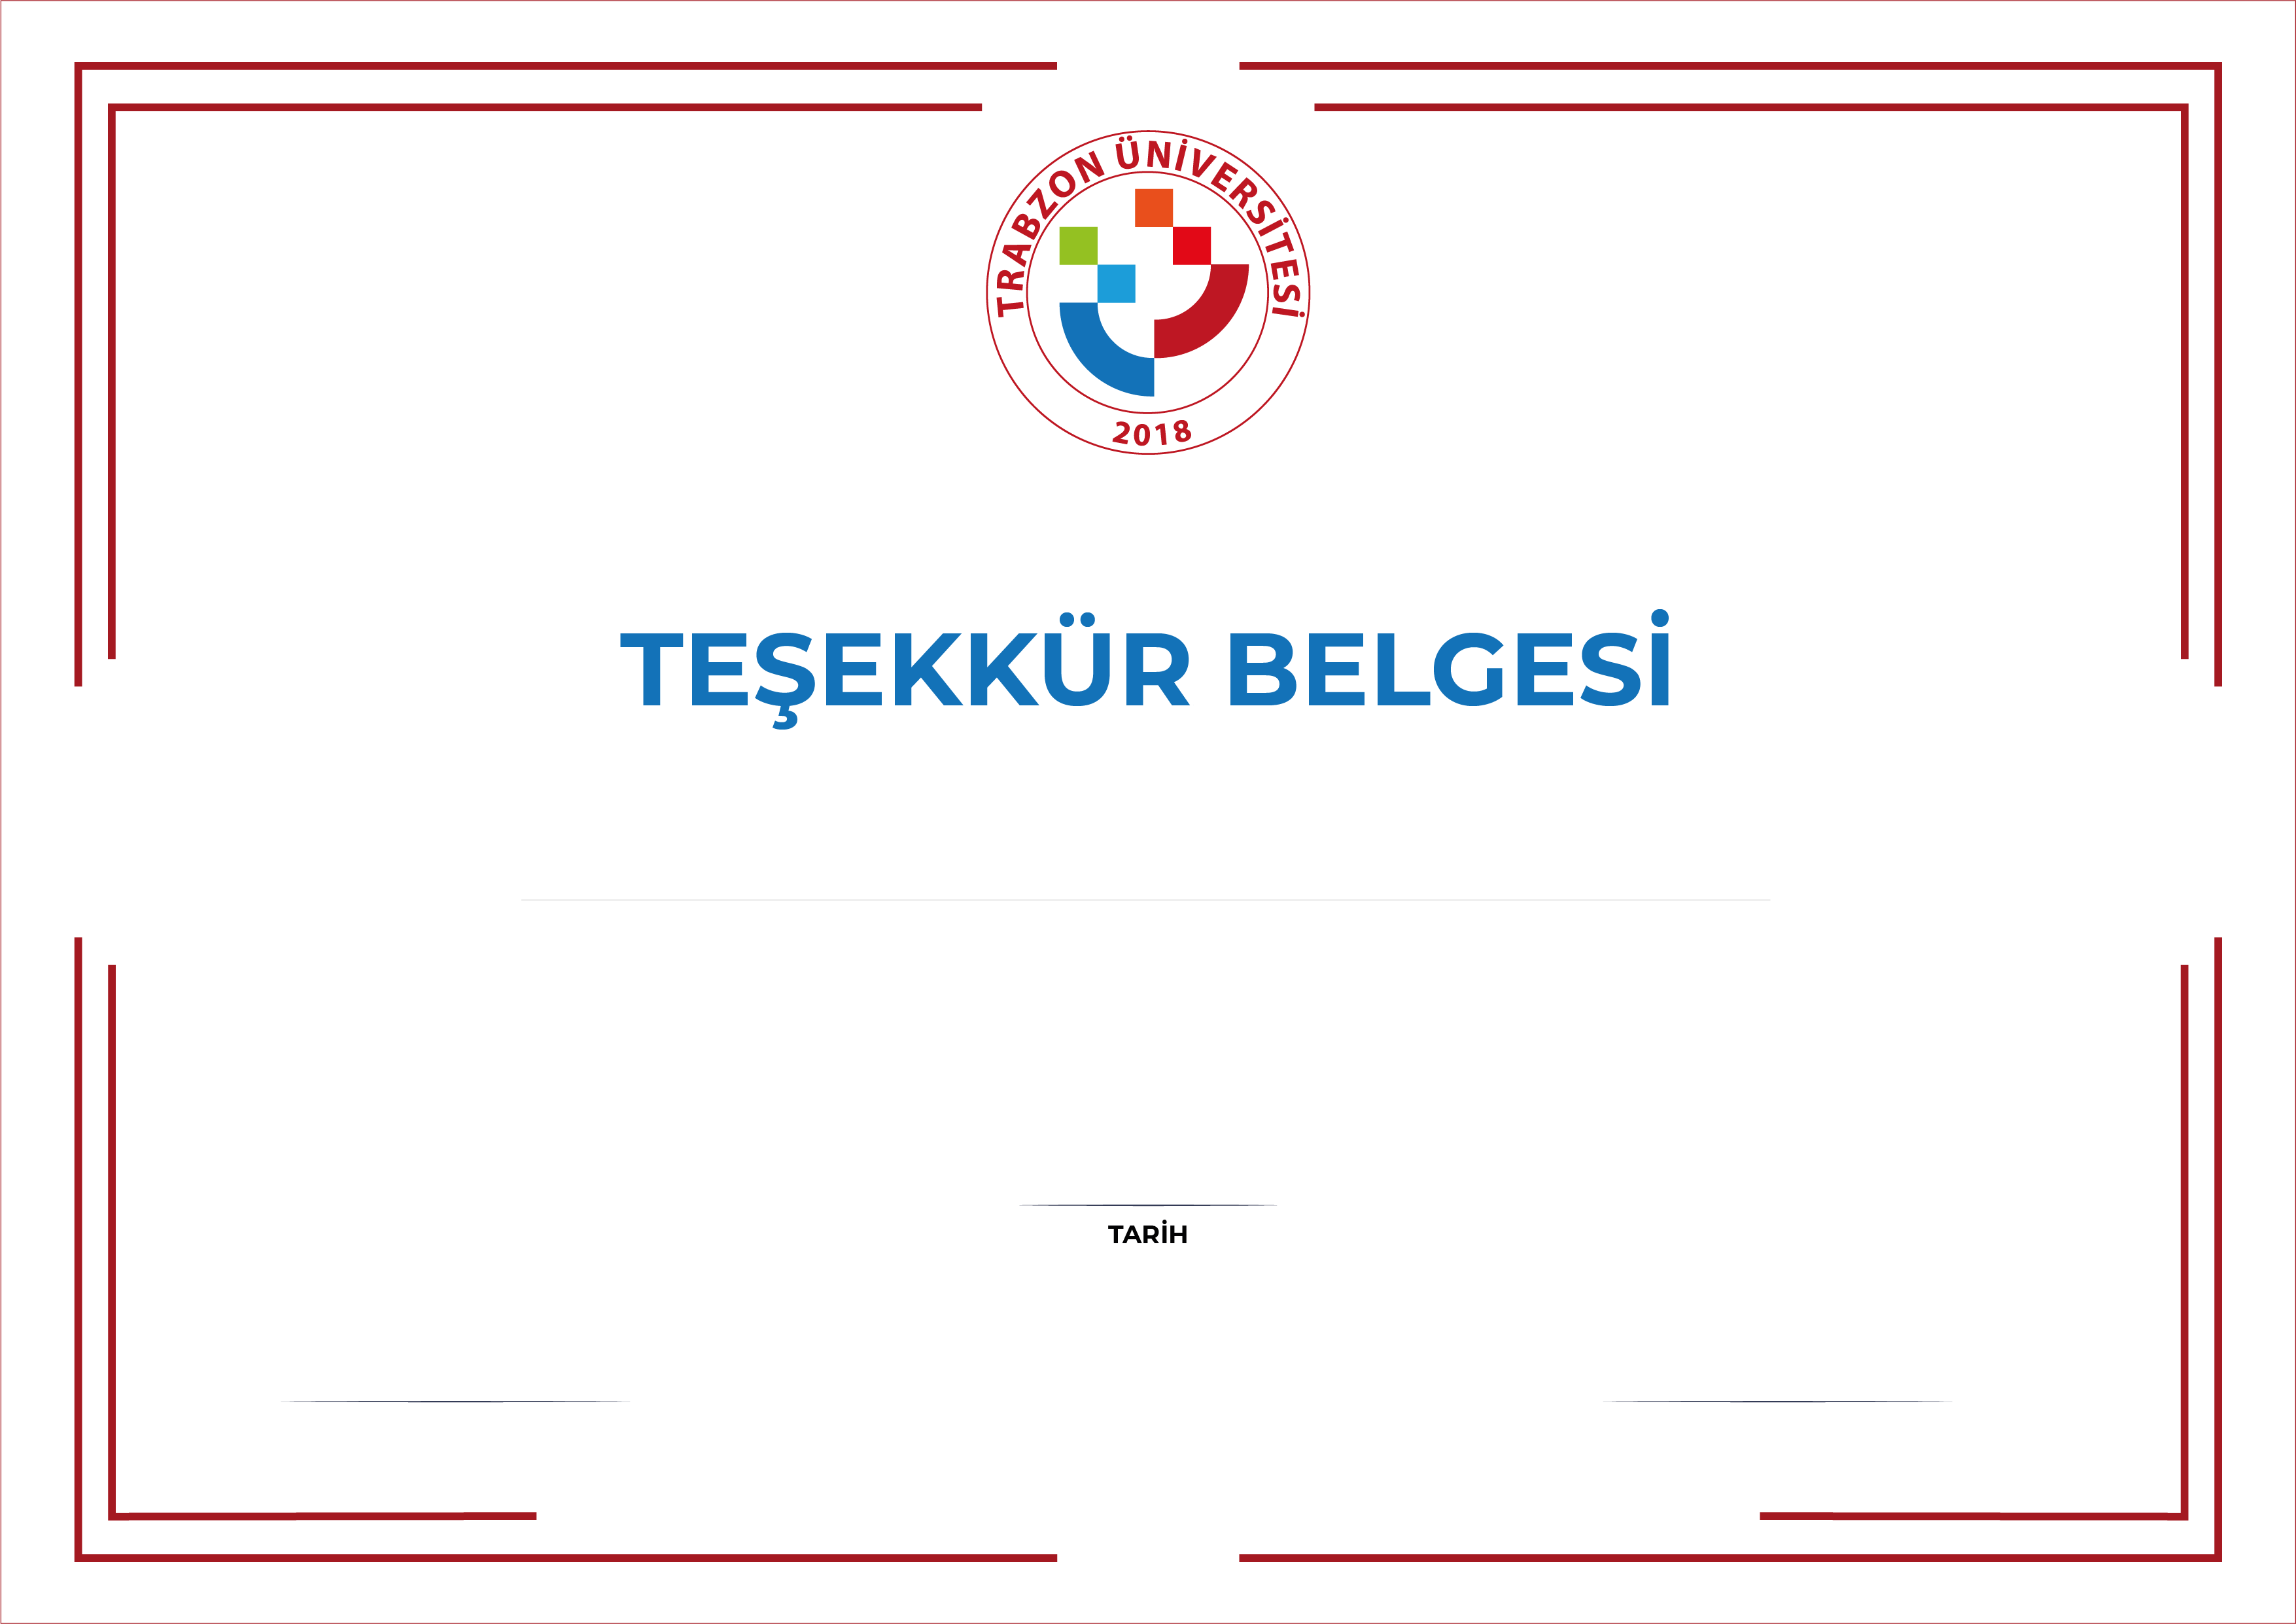 TRABZON ÜNİVERSİTESİ
2018
TEŞEKKÜR BELGESİ
TARİH